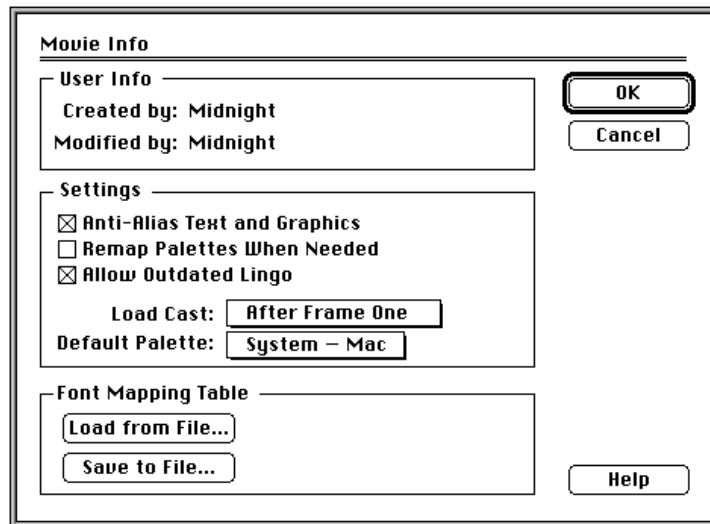 Movie Info
User Info
Created by: Midnight
Modified by: Midnight
OK
Cancel
Settings
Anti-Alias Text and Graphics
Remap Palettes When Needed
Allow Outdated Lingo
Load Cast: After Frame One
Default Palette: System – Mac
Font Mapping Table
Load from File...
Save to File...
Help